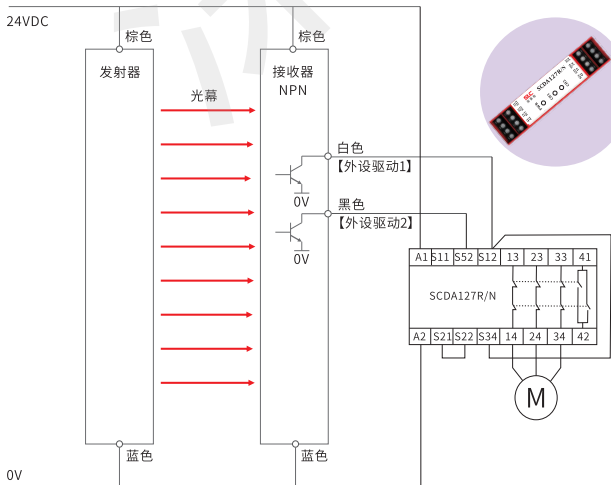 24VDC
棕色
棕色
发射器
光幕
接收器
NPN
白色
【外设驱动1】
0V
黑色
【外设驱动2】
0V
A1 S11 S52 S12 13 23 33 41
SCDA127R/N
A2 S21 S22 S34 14 24 34 42
M
蓝色
蓝色
0V
SCDA127R/N